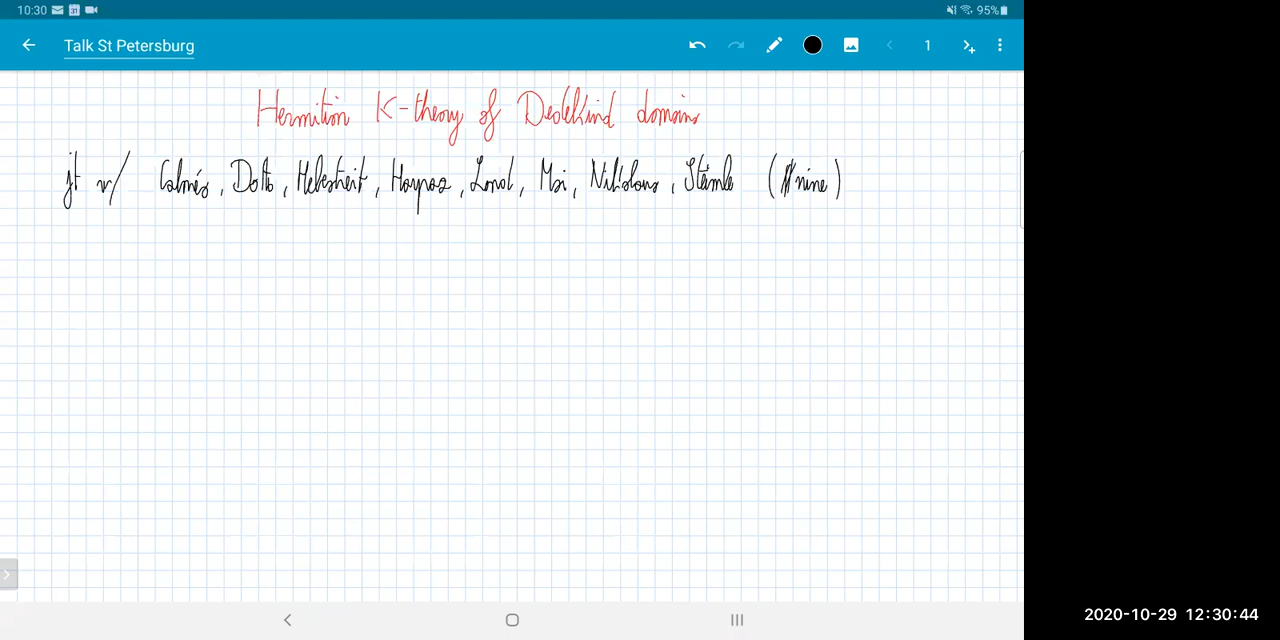 10:30 95%
Talk St Petersburg
1
Hermitian K-theory of Dedekind domains
jt w/ Calmès, Dotto, Hebestreit, Harpaz, Land, Moi, Nikolaus, Steimle (#nine)
2020-10-29 12:30:44